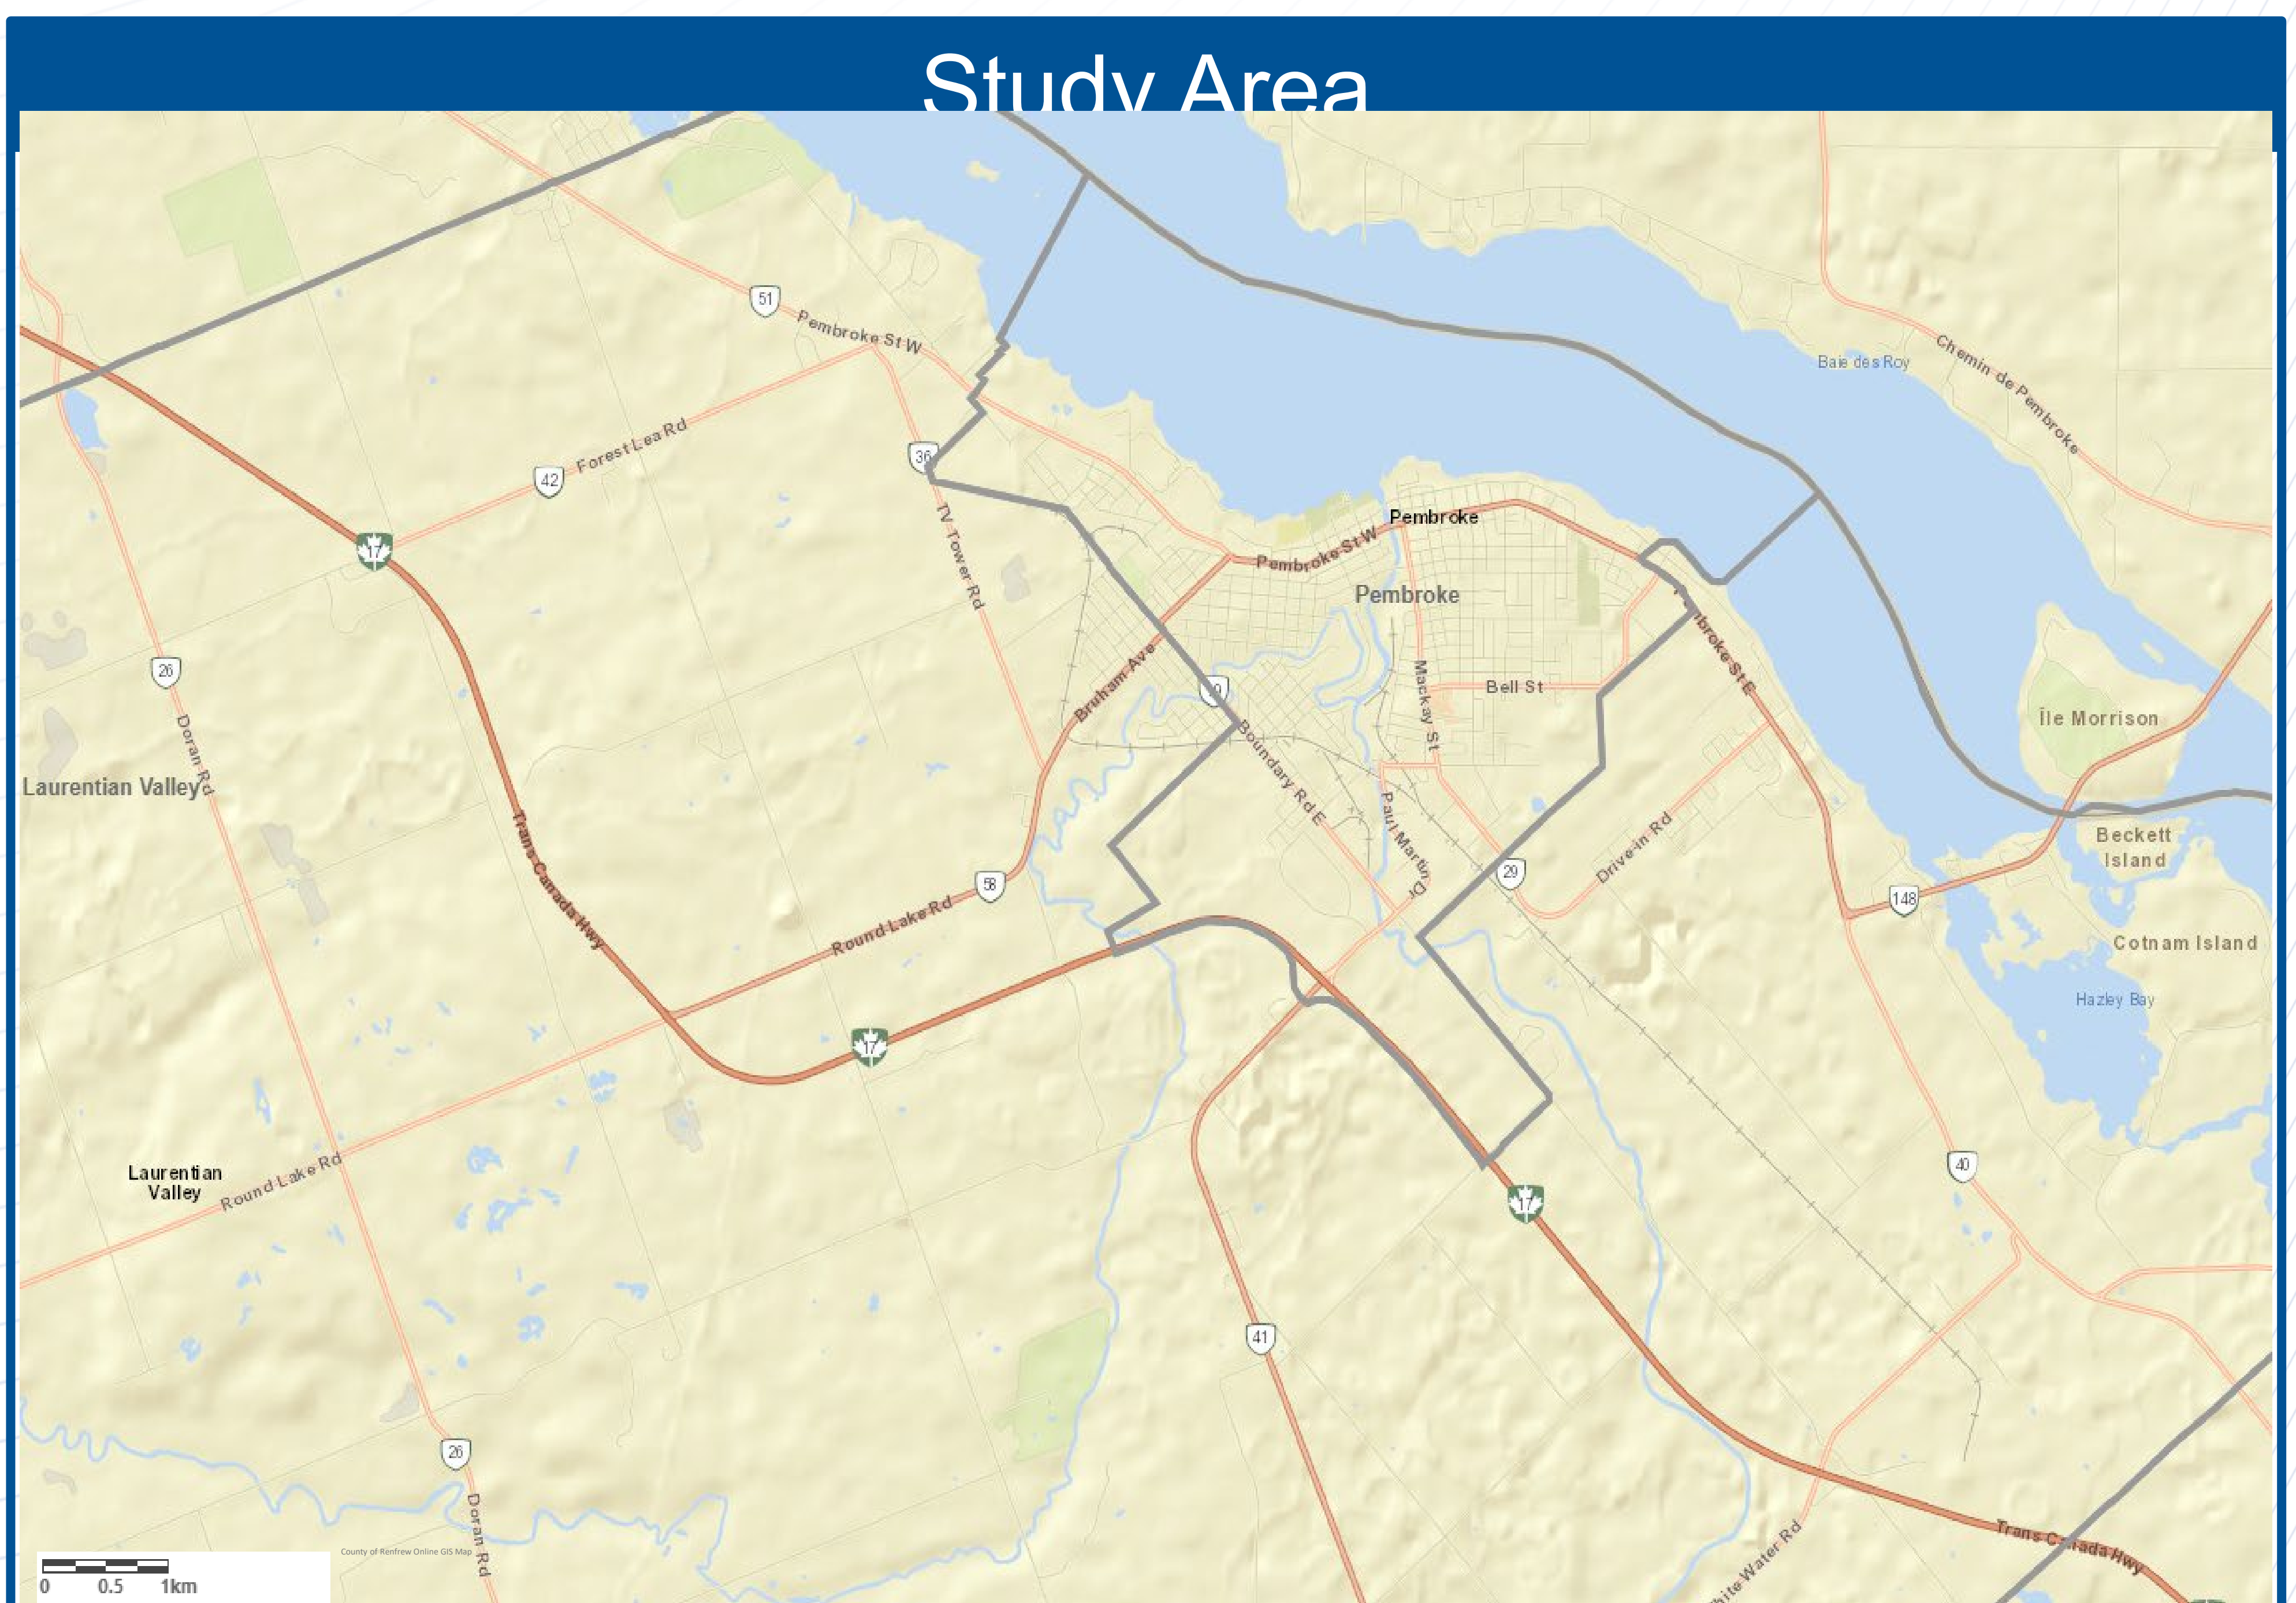 Study Area
51
Pembroke St W
Baie des Roy
Chemin de Pembroke
Forest Lea Rd
42
36
17
TV Tower Rd
Pembroke
Pembroke St W
Pembroke
26
Doran Rd
Bruham Ave
Mackay St
Bell St
Île Morrison
Boundary Rd E
Laurentian Valley
Trans Canada Hwy
Paul Martin Dr
Drive-in Rd
Beckett
Island
58
29
148
Round Lake Rd
Cotnam Island
Hazley Bay
17
Laurentian
Valley
Round Lake Rd
40
17
41
26
Doran Rd
Trans Canada Hwy
Water Rd
County of Renfrew Online GIS Map
0 0.5 1km